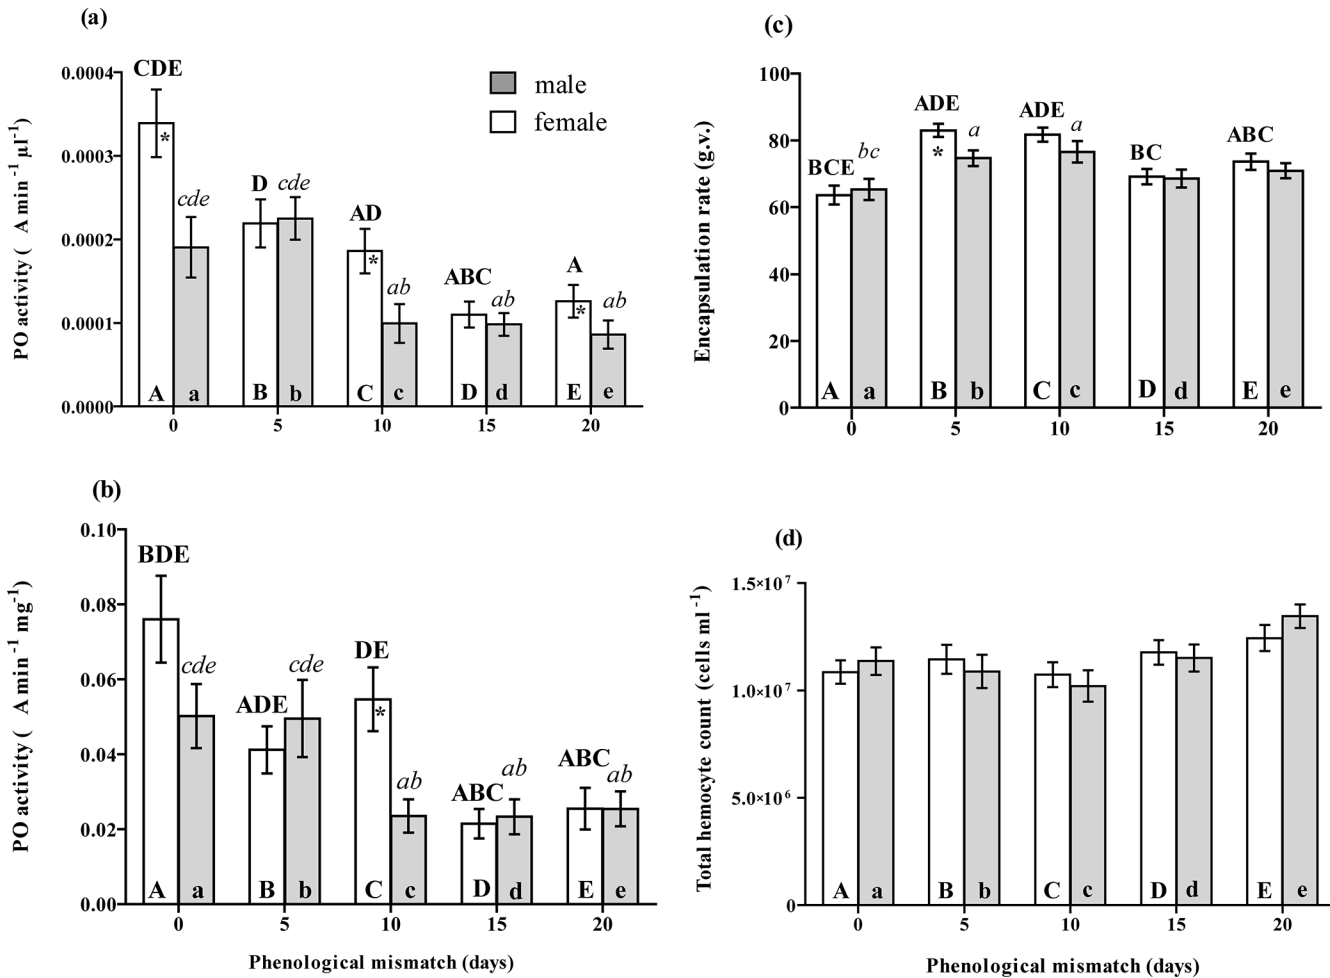 (a)
PO activity ( A min⁻¹ µl⁻¹)
0.0004
0.0003
0.0002
0.0001
0.0000
male
female
CDE
*
cde
D
cde
AD
*
ab
ABC
ab
A
*
ab
A a B b C c D d E e
0 5 10 15 20
(b)
PO activity ( A min⁻¹ mg⁻¹)
0.10
0.08
0.06
0.04
0.02
0.00
BDE
cde
ADE
cde
DE
*
ab
ABC
ab
ABC
ab
A a B b C c D d E e
0 5 10 15 20
Phenological mismatch (days)
(c)
Encapsulation rate (g.v.)
100
80
60
40
20
0
BCE
bc
ADE
*
a
ADE
a
BC
ABC
A a B b C c D d E e
0 5 10 15 20
(d)
Total hemocyte count (cells ml⁻¹)
1.5×10⁷
1.0×10⁷
5.0×10⁶
0
A a B b C c D d E e
0 5 10 15 20
Phenological mismatch (days)